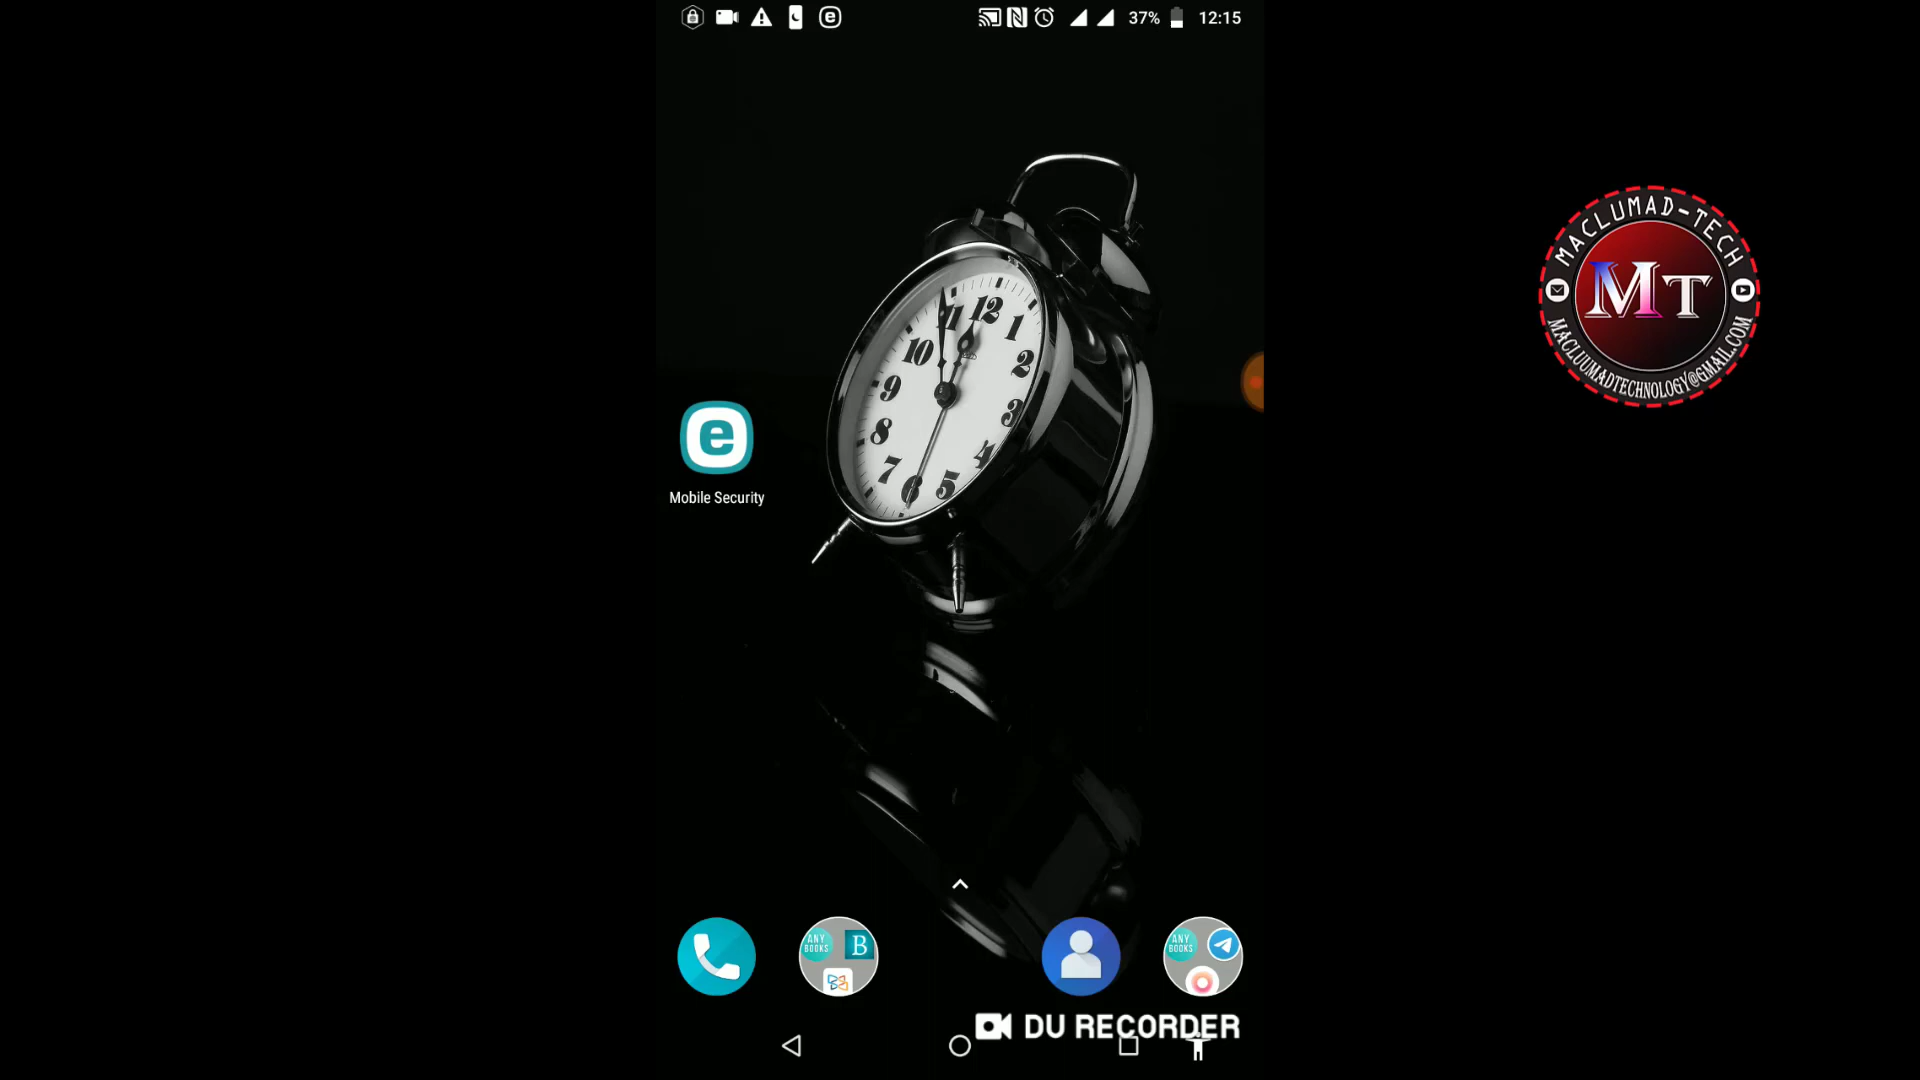 37% 12:15
MACLUMAD-TECH
MT
MACLUUMADTECHNOLOGY@GMAIL.COM
12
1
2
3
4
5
6
7
8
9
10
11
e
Mobile Security
ANY
BOOKS
B
ANY
BOOKS
DU RECORDER